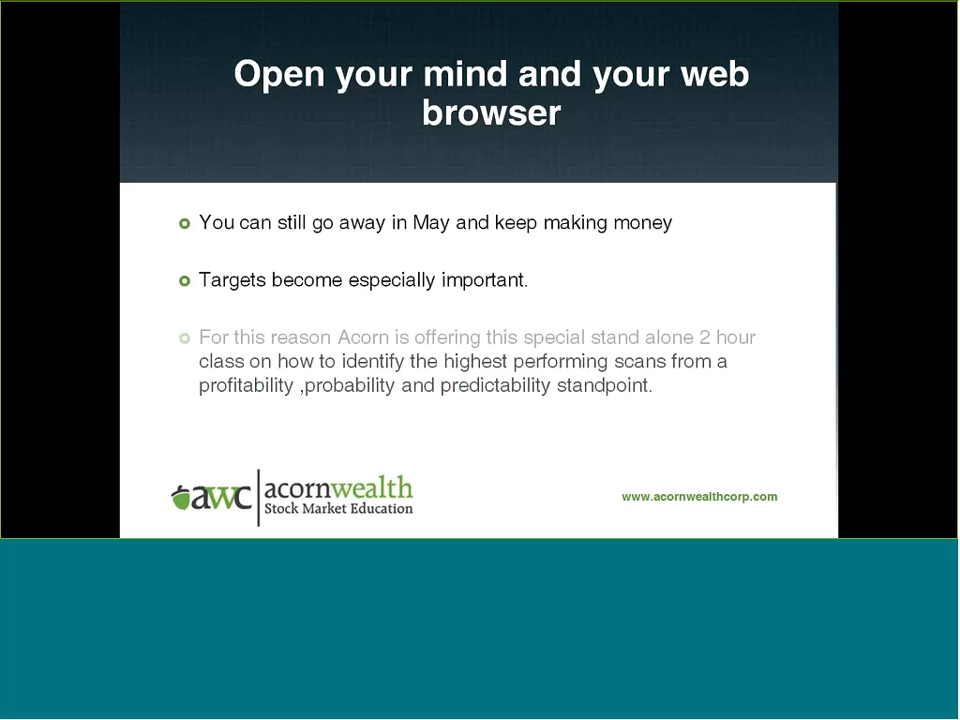 Open your mind and your web
browser
You can still go away in May and keep making money
Targets become especially important.
For this reason Acorn is offering this special stand alone 2 hour
class on how to identify the highest performing scans from a
profitability ,probability and predictability standpoint.
awc acornwealth
Stock Market Education
www.acornwealthcorp.com